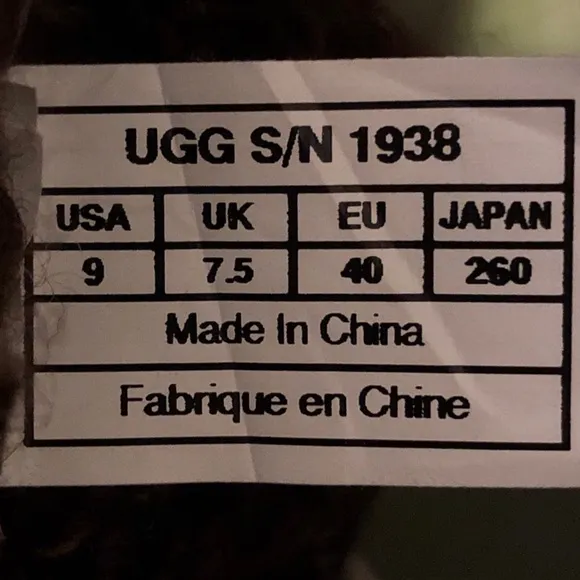 UGG S/N 1938
USA UK EU JAPAN
9 7.5 40 260
Made In China
Fabrique en Chine